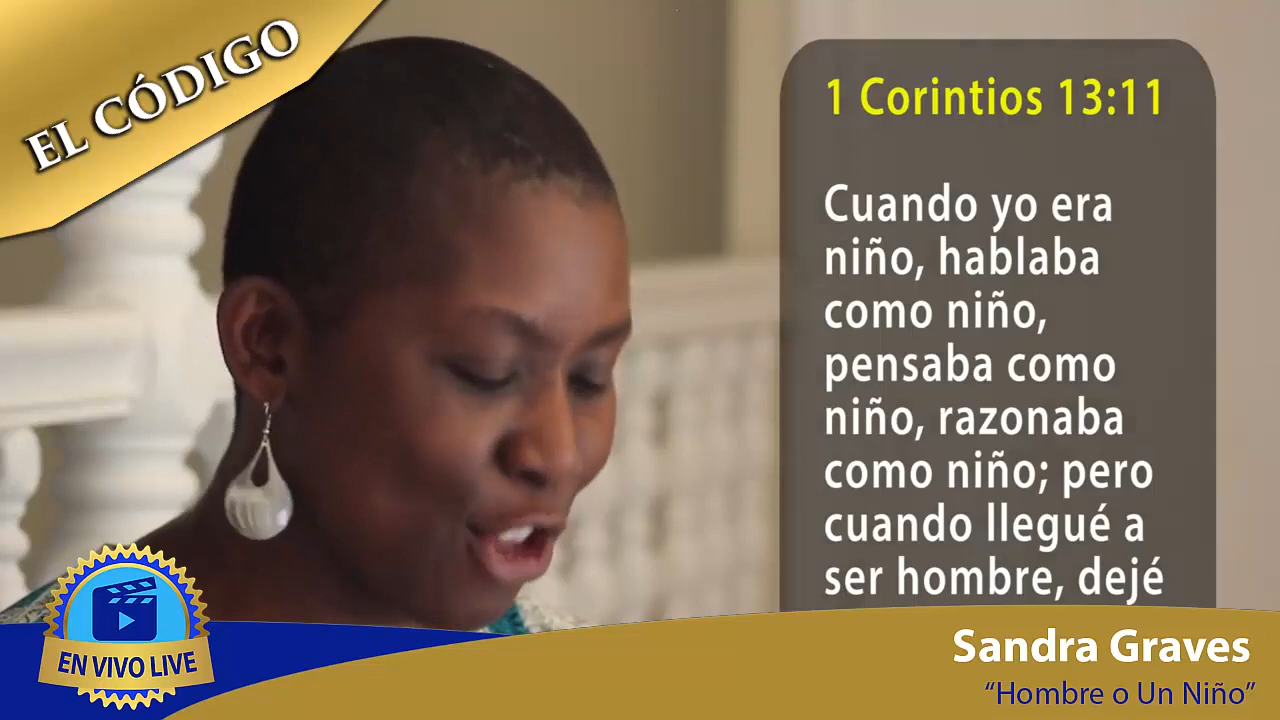 EL CÓDIGO
1 Corintios 13:11
Cuando yo era
niño, hablaba
como niño,
pensaba como
niño, razonaba
como niño; pero
cuando llegué a
ser hombre, dejé
EN VIVO LIVE
Sandra Graves
“Hombre o Un Niño”